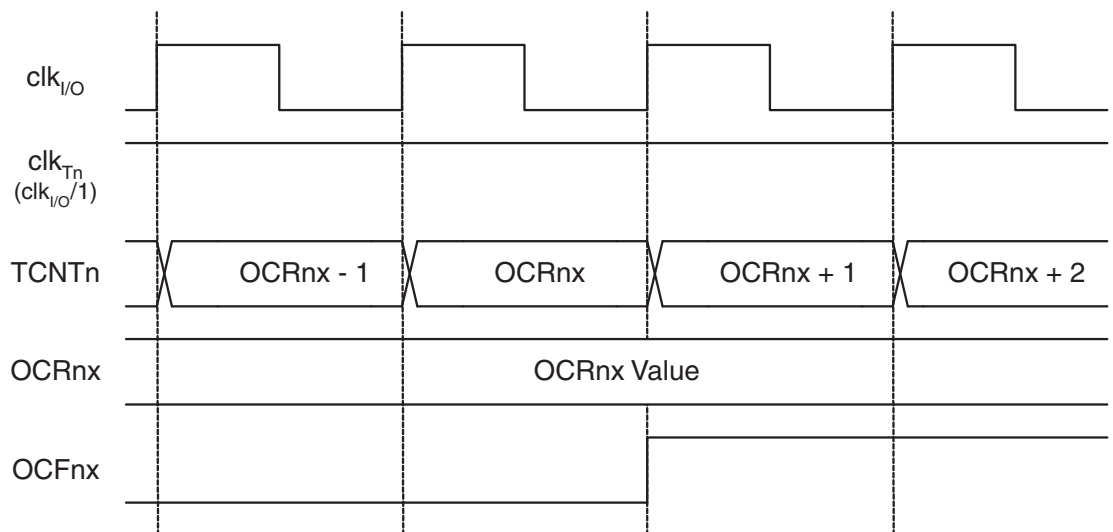 clkI/O
clkTn
(clkI/O/1)
TCNTn
OCRnx - 1
OCRnx
OCRnx + 1
OCRnx + 2
OCRnx
OCRnx Value
OCFnx